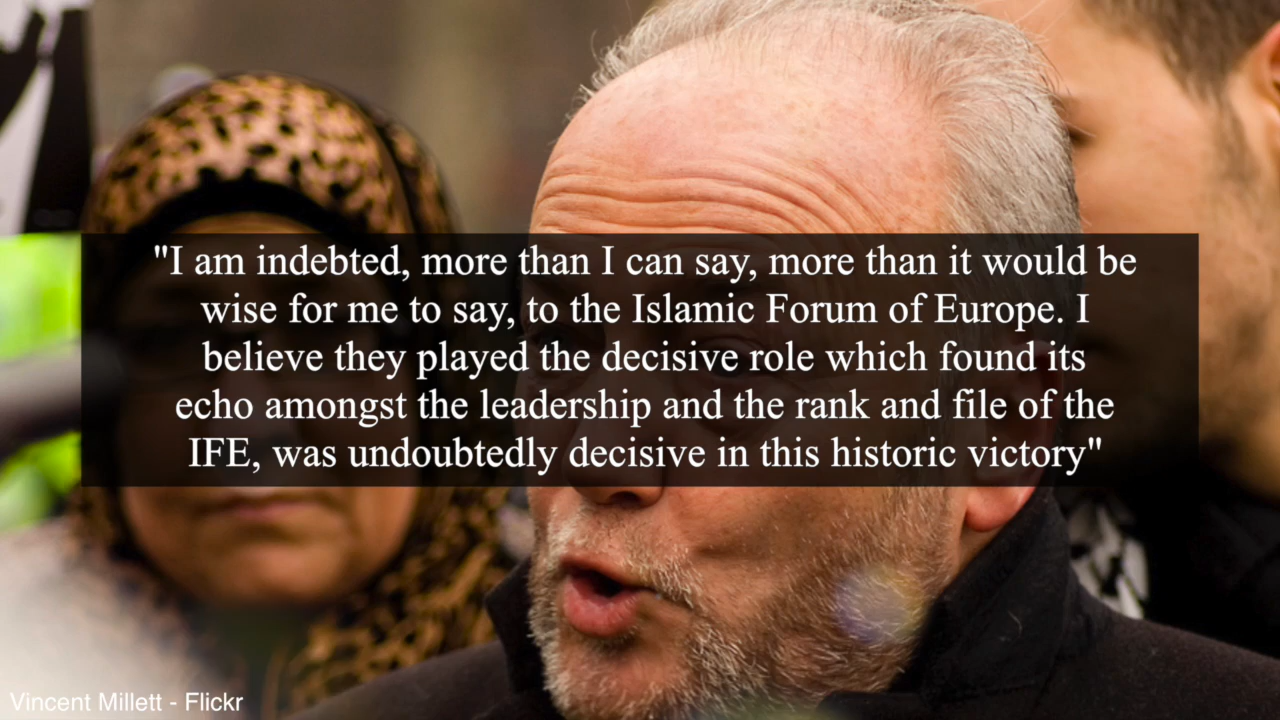 "I am indebted, more than I can say, more than it would be
wise for me to say, to the Islamic Forum of Europe. I
believe they played the decisive role which found its
echo amongst the leadership and the rank and file of the
IFE, was undoubtedly decisive in this historic victory"
Vincent Millett - Flickr